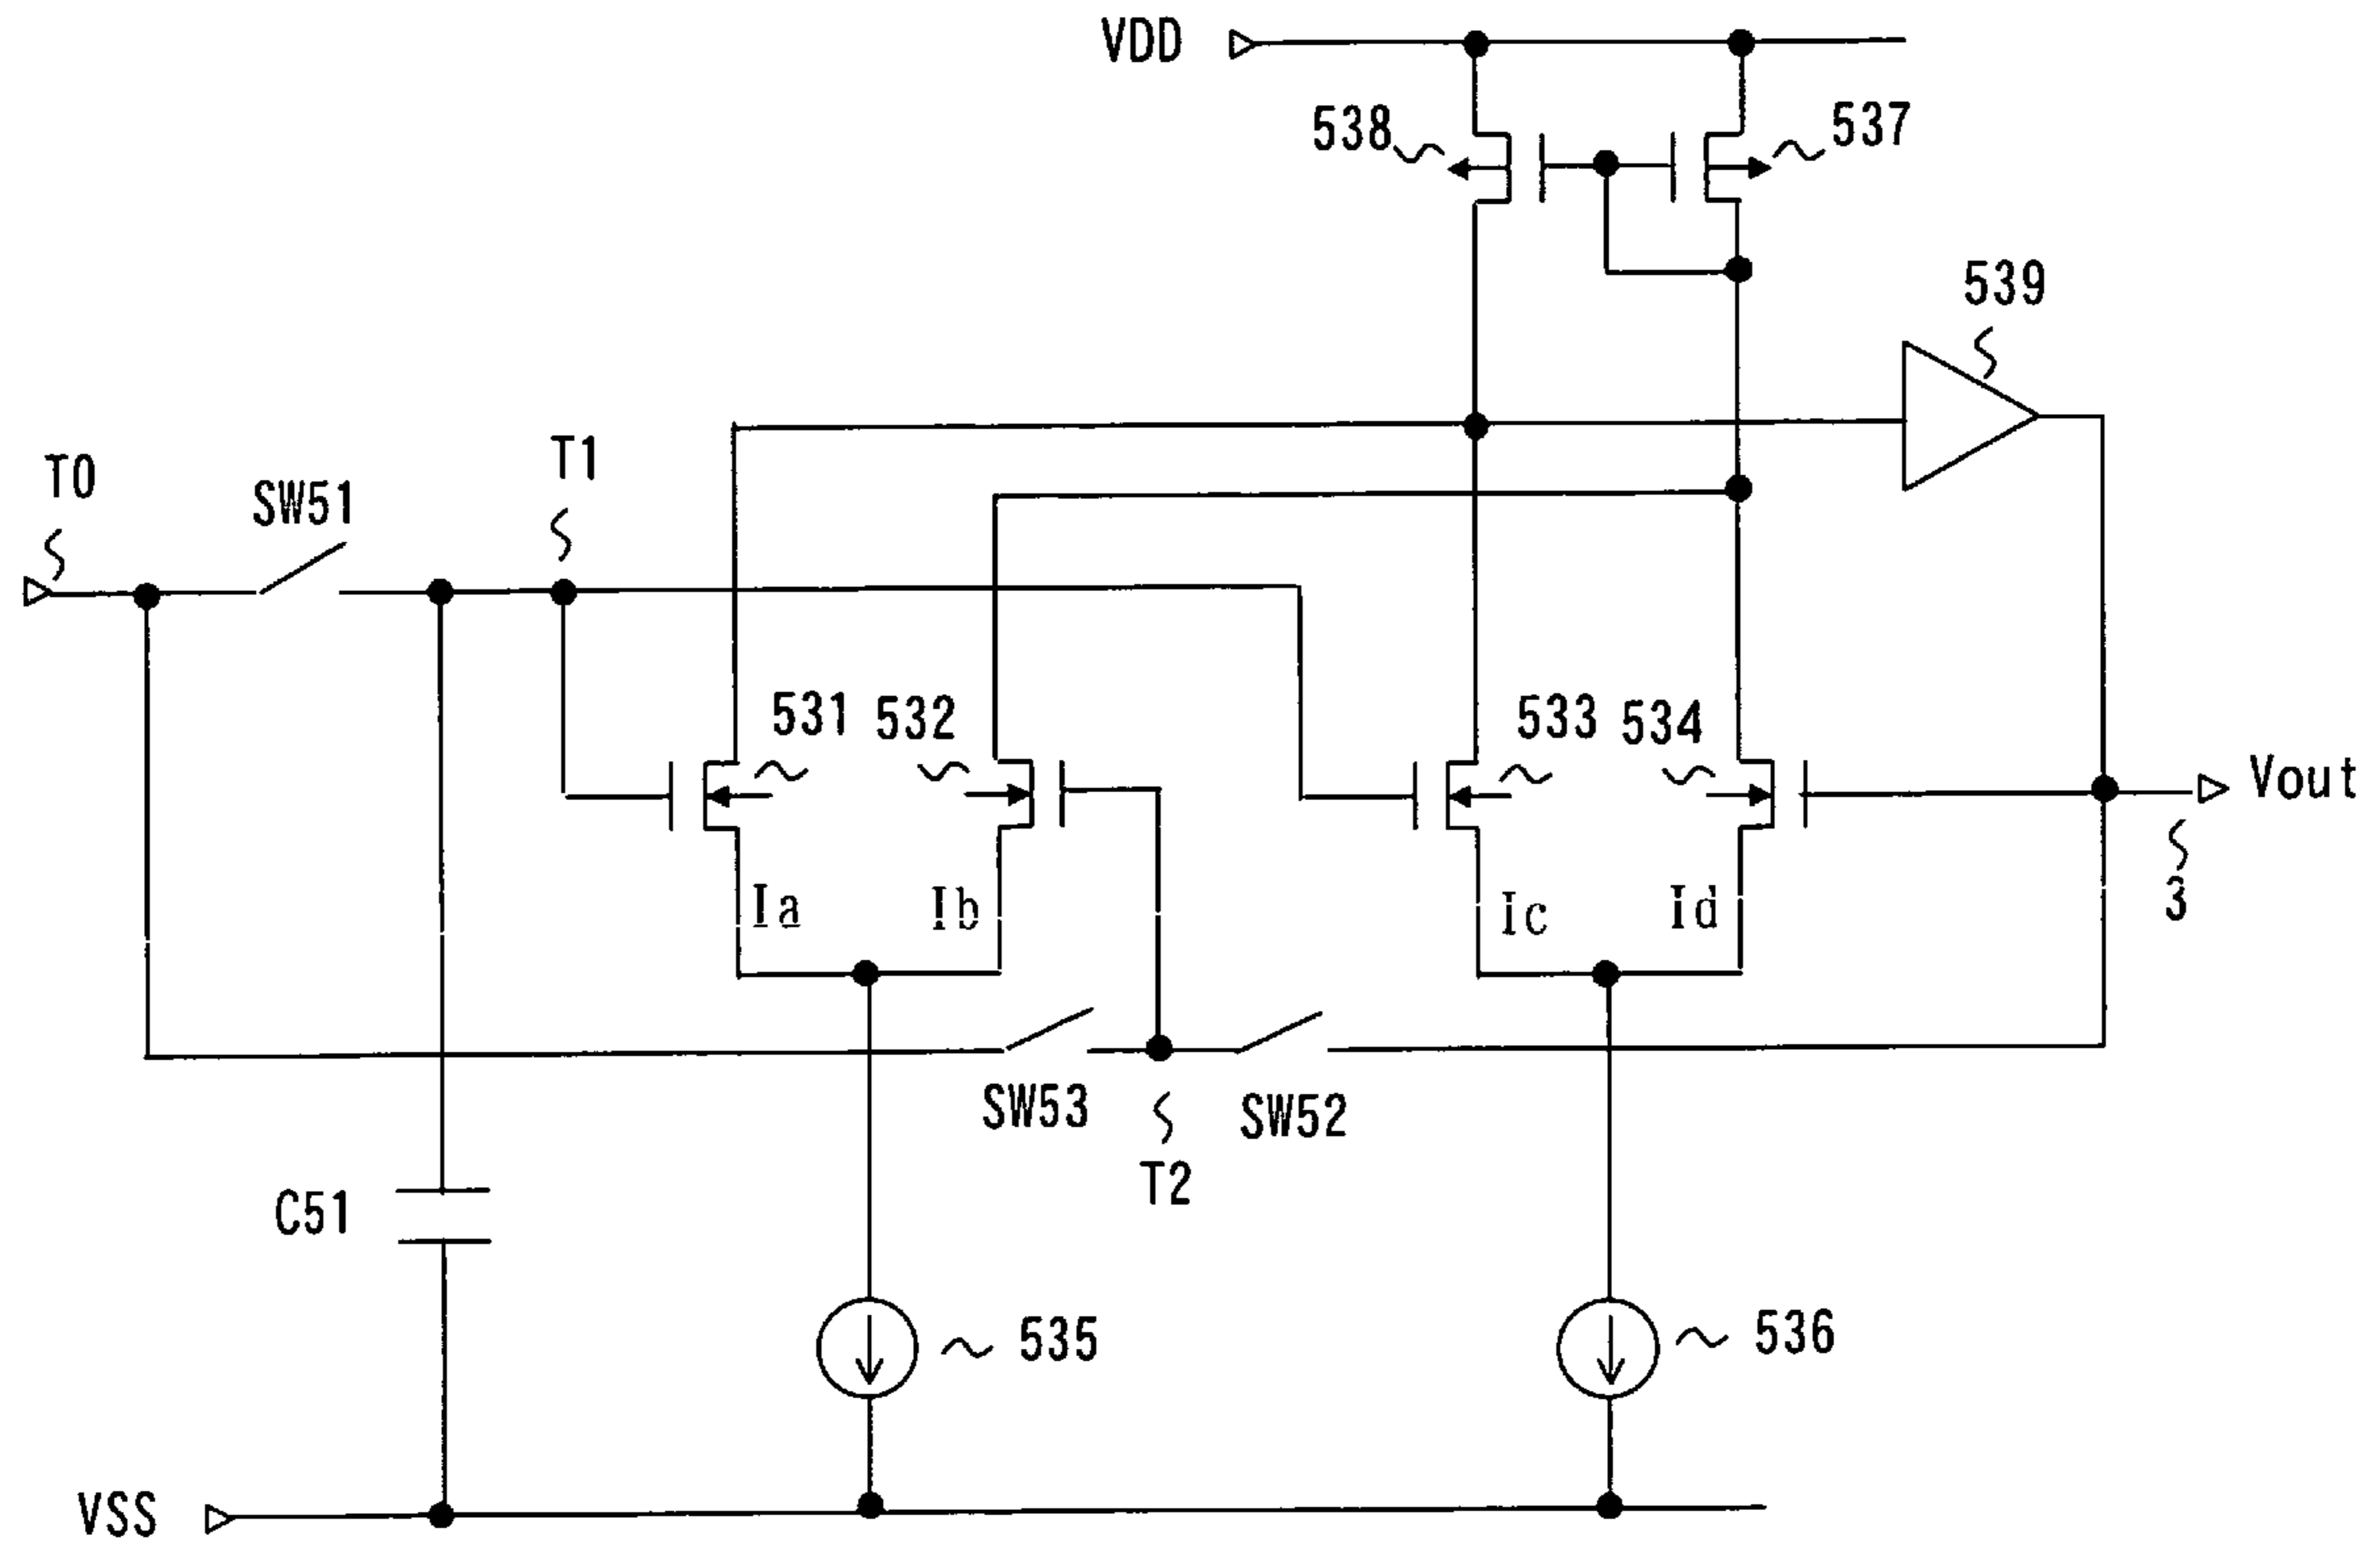 VDD
538
537
539
T0
SW51
T1
531
532
533
534
Vout
3
Ia
Ib
Ic
Id
SW53
SW52
T2
C51
535
536
VSS